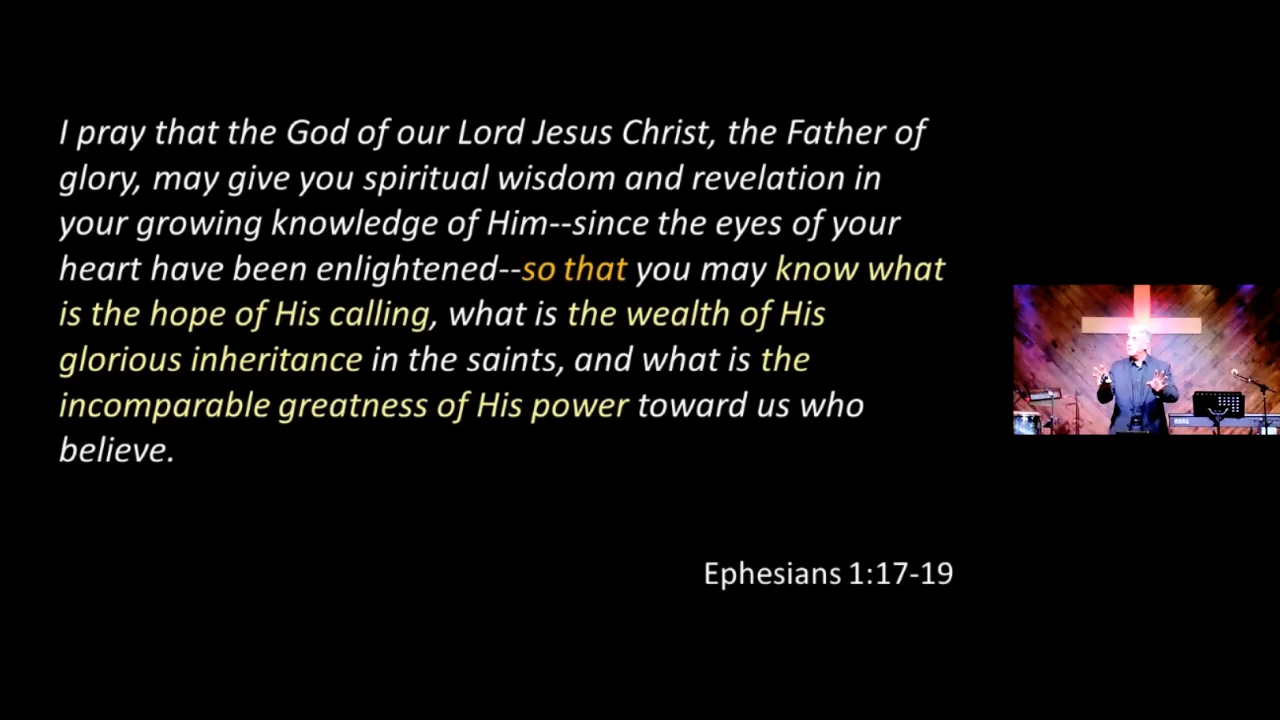 I pray that the God of our Lord Jesus Christ, the Father of
glory, may give you spiritual wisdom and revelation in
your growing knowledge of Him--since the eyes of your
heart have been enlightened--so that you may know what
is the hope of His calling, what is the wealth of His
glorious inheritance in the saints, and what is the
incomparable greatness of His power toward us who
believe.
Ephesians 1:17-19
KORG